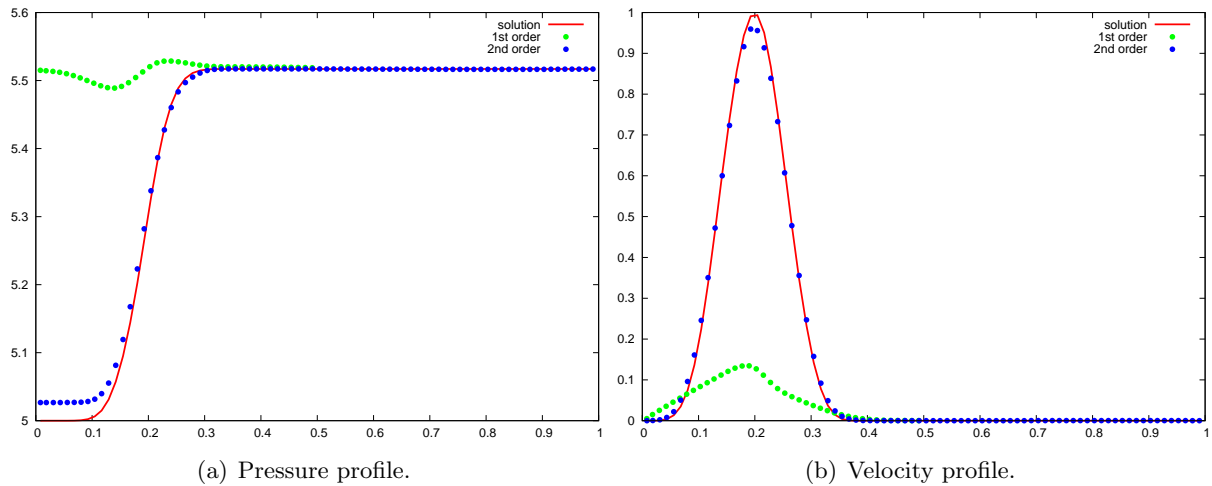 5.6
5.5
5.4
5.3
5.2
5.1
5
0 0.1 0.2 0.3 0.4 0.5 0.6 0.7 0.8 0.9 1
solution
1st order
2nd order
(a) Pressure profile.
1
0.9
0.8
0.7
0.6
0.5
0.4
0.3
0.2
0.1
0
0 0.1 0.2 0.3 0.4 0.5 0.6 0.7 0.8 0.9 1
solution
1st order
2nd order
(b) Velocity profile.